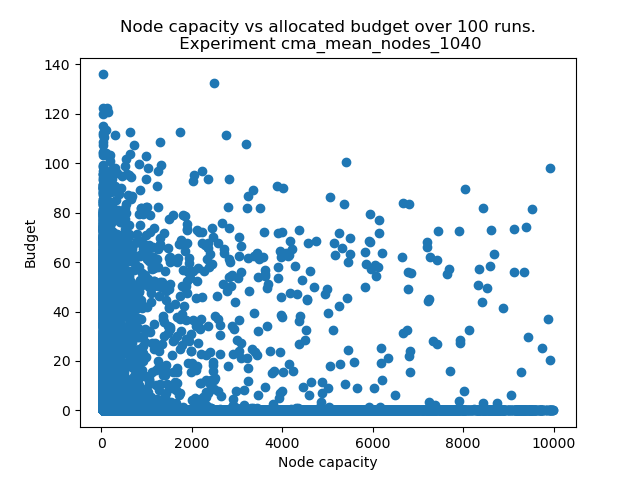 Node capacity vs allocated budget over 100 runs.
Experiment cma_mean_nodes_1040
140
120
100
80
60
40
20
0
Budget
0 2000 4000 6000 8000 10000
Node capacity